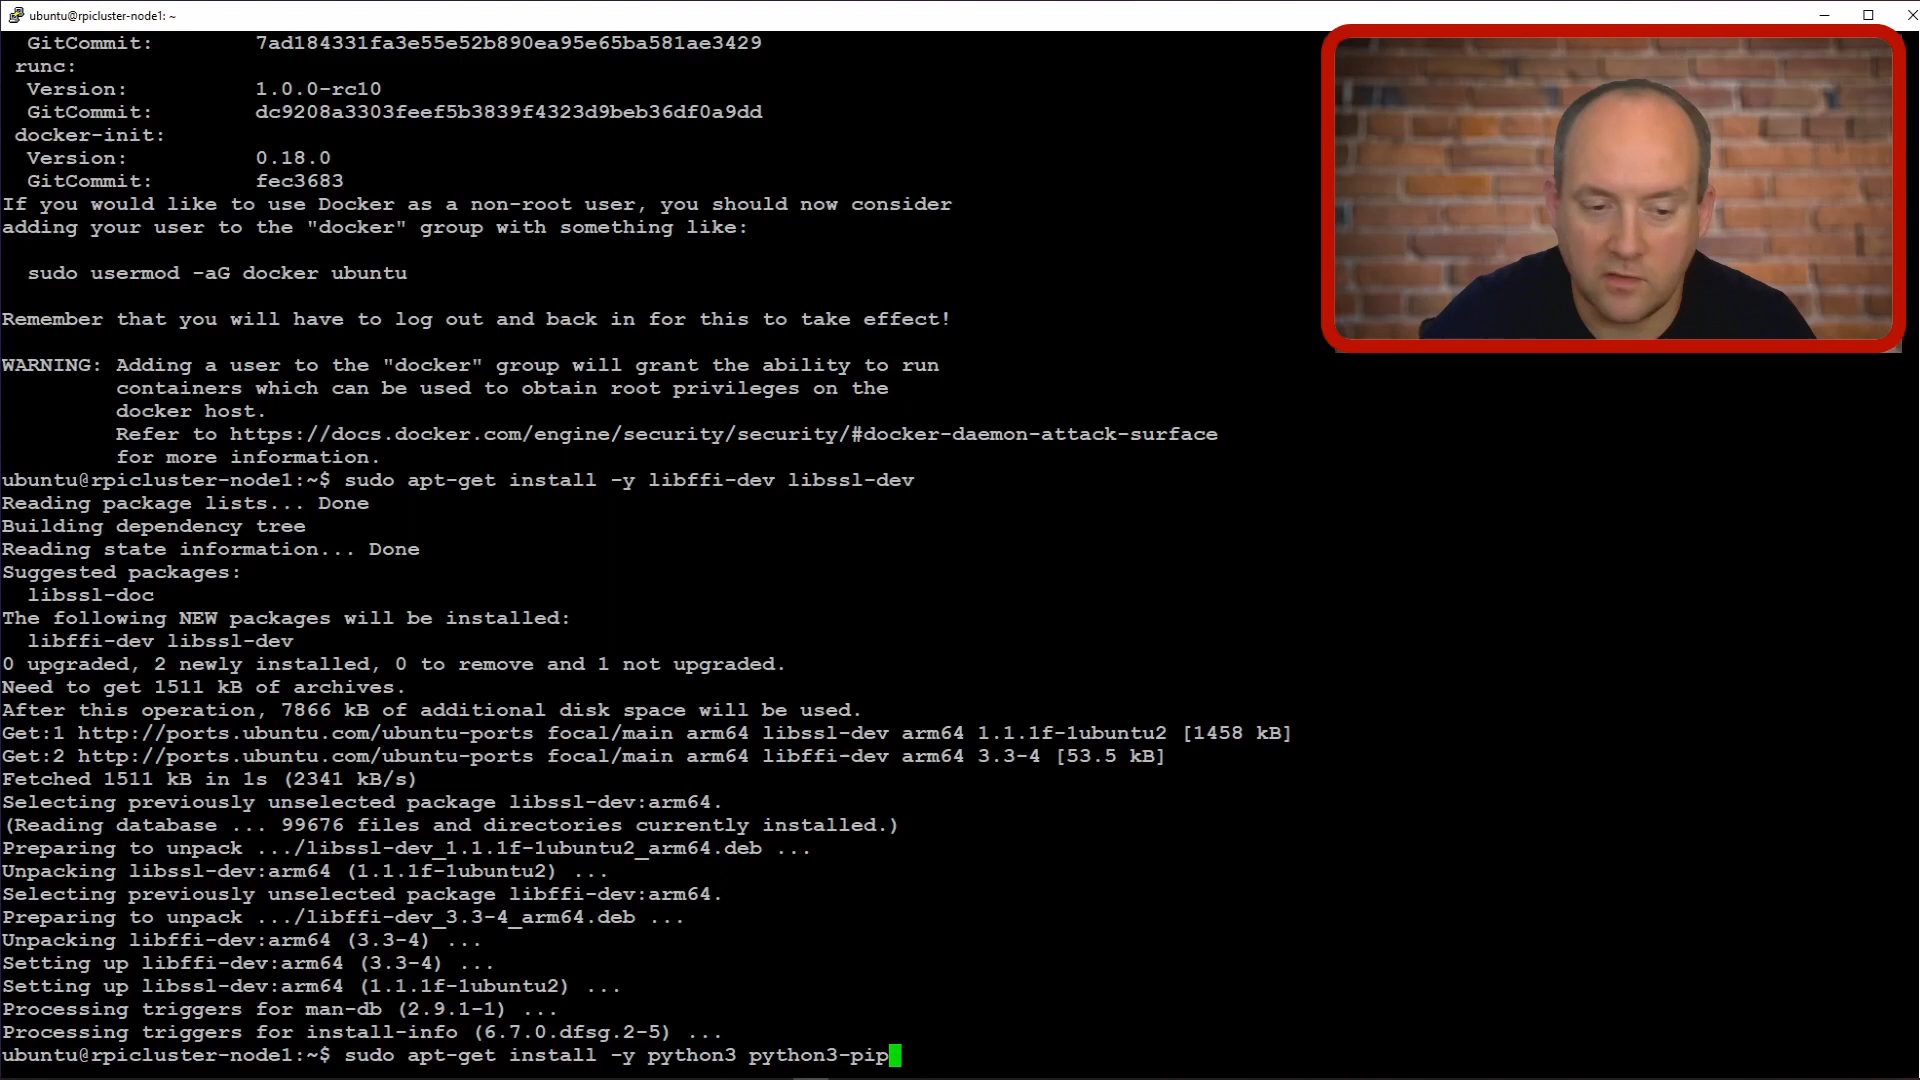 ubuntu@rpicluster-node1: ~
GitCommit: 7ad184331fa3e55e52b890ea95e65ba581ae3429
runc:
Version: 1.0.0-rc10
GitCommit: dc9208a3303feef5b3839f4323d9beb36df0a9dd
docker-init:
Version: 0.18.0
GitCommit: fec3683
If you would like to use Docker as a non-root user, you should now consider
adding your user to the "docker" group with something like:
sudo usermod -aG docker ubuntu
Remember that you will have to log out and back in for this to take effect!
WARNING: Adding a user to the "docker" group will grant the ability to run
containers which can be used to obtain root privileges on the
docker host.
Refer to https://docs.docker.com/engine/security/security/#docker-daemon-attack-surface
for more information.
ubuntu@rpicluster-node1:~$ sudo apt-get install -y libffi-dev libssl-dev
Reading package lists... Done
Building dependency tree
Reading state information... Done
Suggested packages:
libssl-doc
The following NEW packages will be installed:
libffi-dev libssl-dev
0 upgraded, 2 newly installed, 0 to remove and 1 not upgraded.
Need to get 1511 kB of archives.
After this operation, 7866 kB of additional disk space will be used.
Get:1 http://ports.ubuntu.com/ubuntu-ports focal/main arm64 libssl-dev arm64 1.1.1f-1ubuntu2 [1458 kB]
Get:2 http://ports.ubuntu.com/ubuntu-ports focal/main arm64 libffi-dev arm64 3.3-4 [53.5 kB]
Fetched 1511 kB in 1s (2341 kB/s)
Selecting previously unselected package libssl-dev:arm64.
(Reading database ... 99676 files and directories currently installed.)
Preparing to unpack .../libssl-dev_1.1.1f-1ubuntu2_arm64.deb ...
Unpacking libssl-dev:arm64 (1.1.1f-1ubuntu2) ...
Selecting previously unselected package libffi-dev:arm64.
Preparing to unpack .../libffi-dev_3.3-4_arm64.deb ...
Unpacking libffi-dev:arm64 (3.3-4) ...
Setting up libffi-dev:arm64 (3.3-4) ...
Setting up libssl-dev:arm64 (1.1.1f-1ubuntu2) ...
Processing triggers for man-db (2.9.1-1) ...
Processing triggers for install-info (6.7.0.dfsg.2-5) ...
ubuntu@rpicluster-node1:~$ sudo apt-get install -y python3 python3-pip